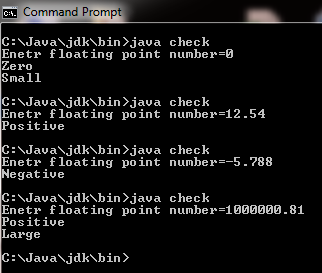 Command Prompt
C:\Java\jdk\bin>java check
Enetr floating point number=0
Zero
Small
C:\Java\jdk\bin>java check
Enetr floating point number=12.54
Positive
C:\Java\jdk\bin>java check
Enetr floating point number=-5.788
Negative
C:\Java\jdk\bin>java check
Enetr floating point number=1000000.81
Positive
Large
C:\Java\jdk\bin>